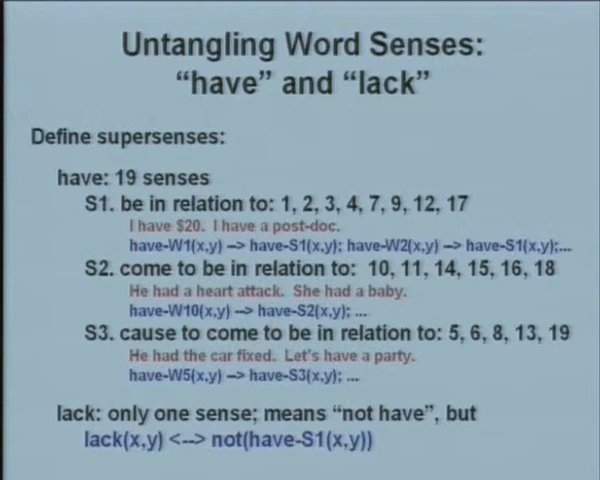 Untangling Word Senses:
“have” and “lack”
Define supersenses:
have: 19 senses
S1. be in relation to: 1, 2, 3, 4, 7, 9, 12, 17
I have $20. I have a post-doc.
have-W1(x,y) –> have-S1(x,y); have-W2(x,y) –> have-S1(x,y);...
S2. come to be in relation to: 10, 11, 14, 15, 16, 18
He had a heart attack. She had a baby.
have-W10(x,y) –> have-S2(x,y); ...
S3. cause to come to be in relation to: 5, 6, 8, 13, 19
He had the car fixed. Let's have a party.
have-W5(x,y) –> have-S3(x,y); ...
lack: only one sense; means “not have”, but
lack(x,y) <--> not(have-S1(x,y))